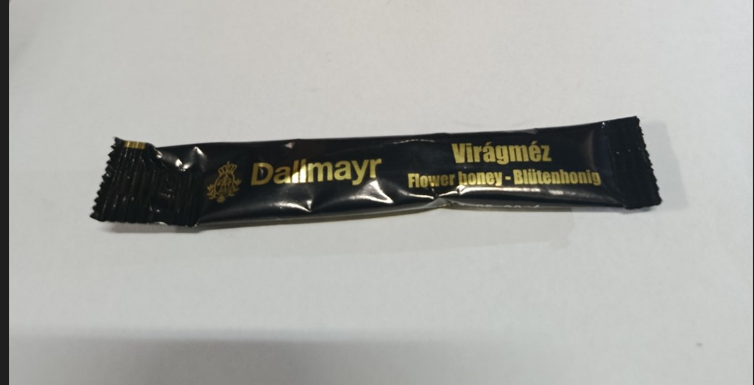 Dallmayr
Virágméz
Flower honey - Blütenhonig